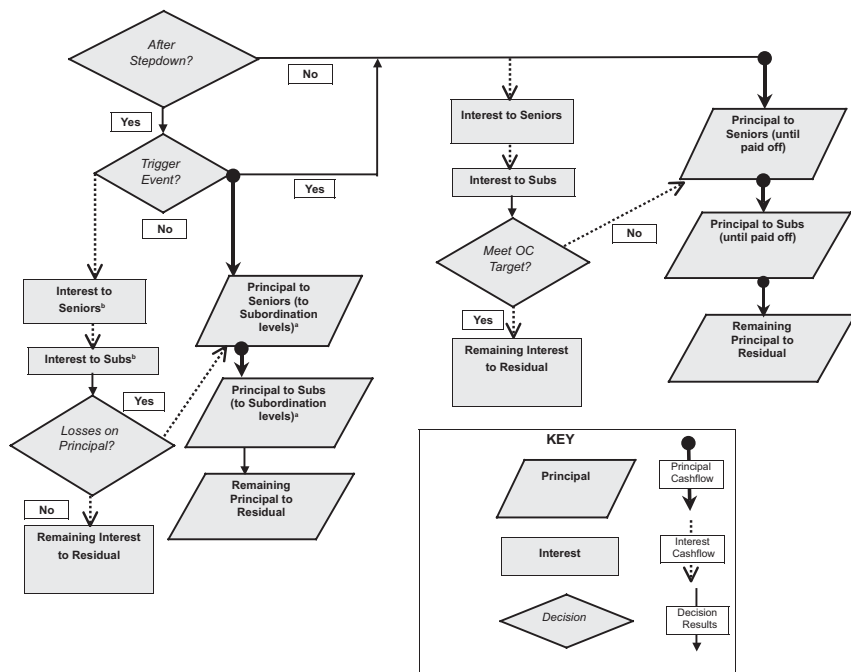 After
Stepdown?
No
Yes
Trigger
Event?
Yes
No
Interest to
Seniorsᵇ
Interest to Subsᵇ
Yes
Losses on
Principal?
No
Remaining Interest
to Residual
Principal to
Seniors (to
Subordination
levels)ᵃ
Principal to Subs
(to Subordination
levels)ᵃ
Remaining
Principal to
Residual
Interest to Seniors
Interest to Subs
Meet OC
Target?
No
Yes
Remaining Interest
to Residual
Principal to
Seniors (until
paid off)
Principal to Subs
(until paid off)
Remaining
Principal to
Residual
KEY
Principal
Principal
Cashflow
Interest
Interest
Cashflow
Decision
Decision
Results